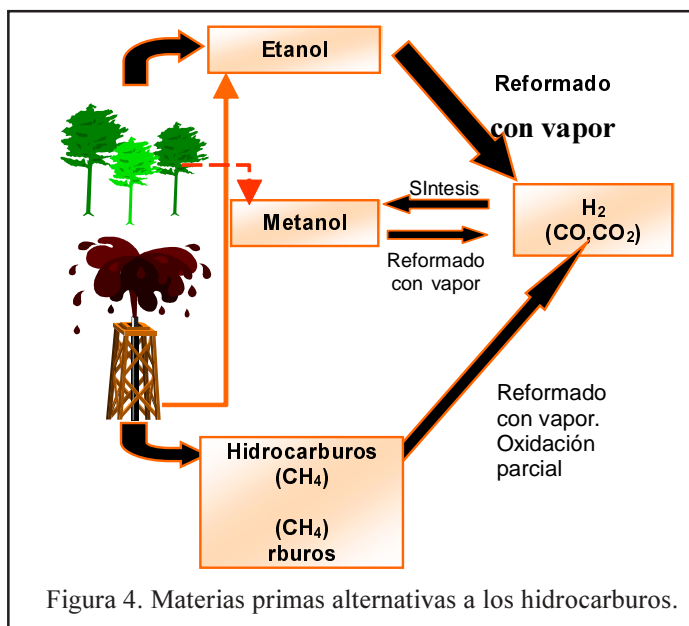 Etanol
Reformado
con vapor
SIntesis
Metanol
H₂
(CO,CO₂)
Reformado
con vapor
Reformado
con vapor.
Oxidación
parcial
Hidrocarburos
(CH₄)
(CH₄)
rburos
Figura 4. Materias primas alternativas a los hidrocarburos.